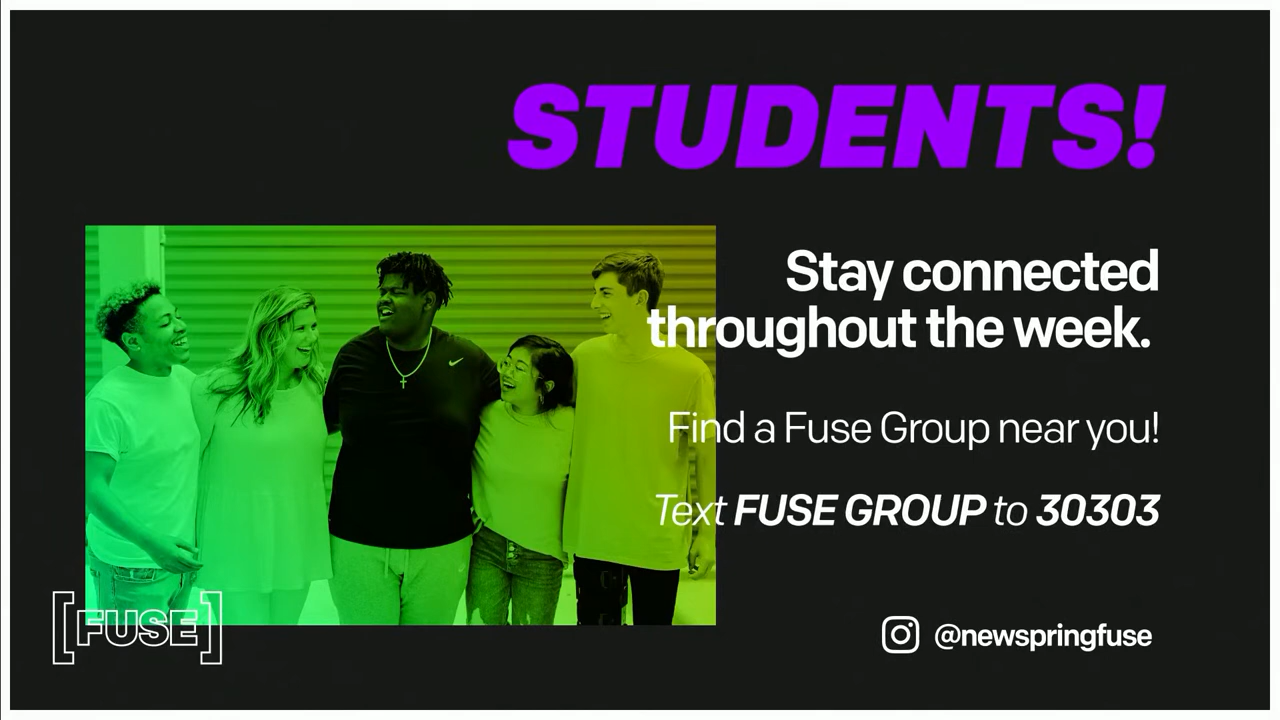 STUDENTS!
Stay connected
throughout the week.
Find a Fuse Group near you!
Text FUSE GROUP to 30303
[FUSE]
@newspringfuse